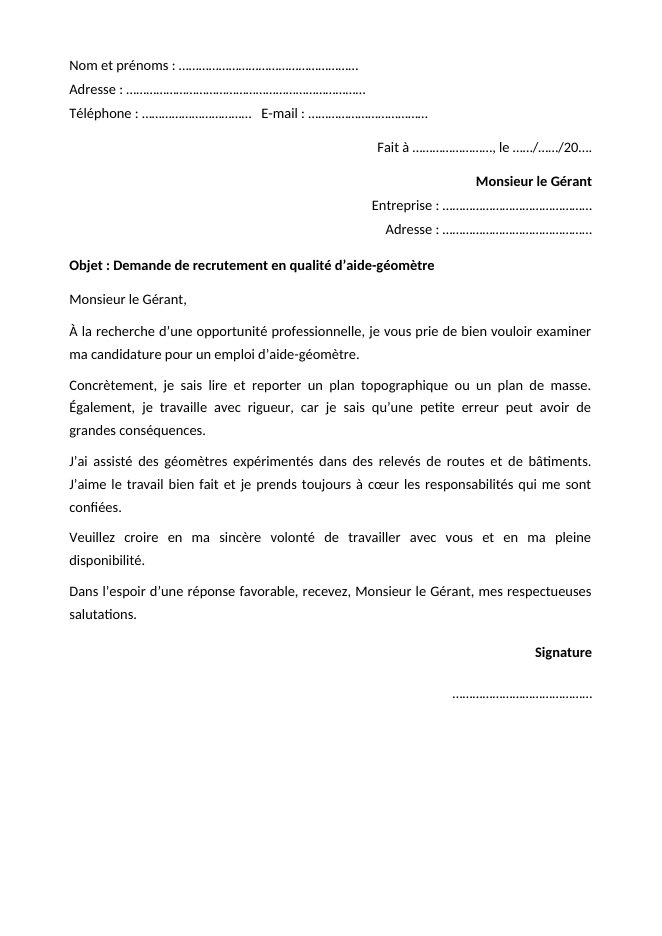 Nom et prénoms : ……………………………………………..
Adresse : ………………………………………………………………
Téléphone : …………………………… E-mail : ………………………………
Fait à ……………………, le ……/……/20….
Monsieur le Gérant
Entreprise : ………………………………………
Adresse : ………………………………………
Objet : Demande de recrutement en qualité d’aide-géomètre
Monsieur le Gérant,
À la recherche d’une opportunité professionnelle, je vous prie de bien vouloir examiner
ma candidature pour un emploi d’aide-géomètre.
Concrètement, je sais lire et reporter un plan topographique ou un plan de masse.
Également, je travaille avec rigueur, car je sais qu’une petite erreur peut avoir de
grandes conséquences.
J’ai assisté des géomètres expérimentés dans des relevés de routes et de bâtiments.
J’aime le travail bien fait et je prends toujours à cœur les responsabilités qui me sont
confiées.
Veuillez croire en ma sincère volonté de travailler avec vous et en ma pleine
disponibilité.
Dans l’espoir d’une réponse favorable, recevez, Monsieur le Gérant, mes respectueuses
salutations.
Signature
……………………………………